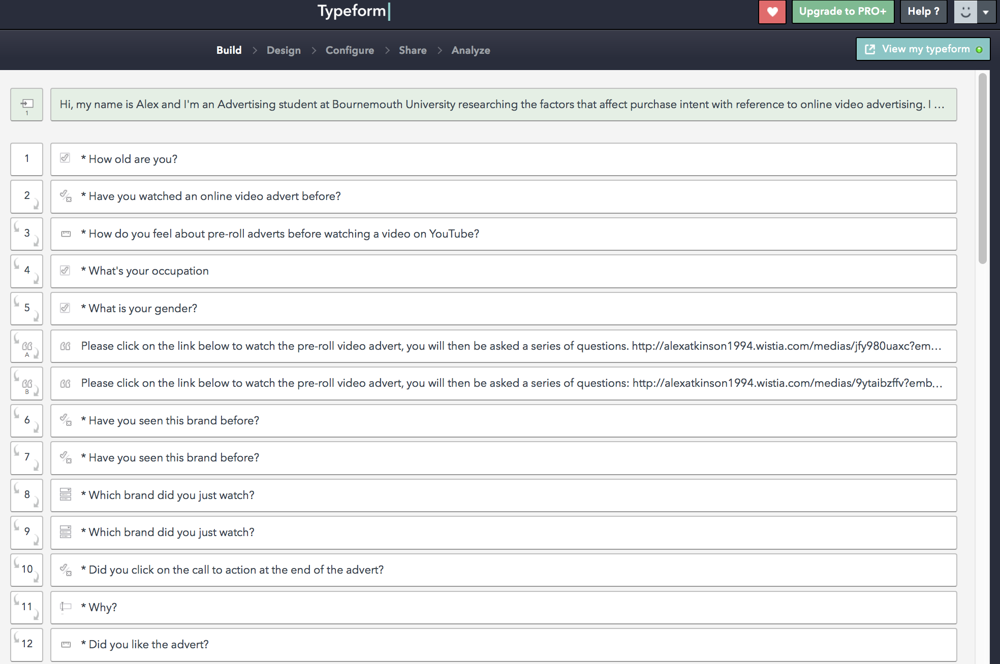 Typeform
Upgrade to PRO+
Help ?
Build > Design > Configure > Share > Analyze
View my typeform
1 Hi, my name is Alex and I'm an Advertising student at Bournemouth University researching the factors that affect purchase intent with reference to online video advertising. I ...
1 * How old are you?
2 * Have you watched an online video advert before?
3 * How do you feel about pre-roll adverts before watching a video on YouTube?
4 * What's your occupation
5 * What is your gender?
A Please click on the link below to watch the pre-roll video advert, you will then be asked a series of questions. http://alexatkinson1994.wistia.com/medias/jfy980uaxc?em...
B Please click on the link below to watch the pre-roll video advert, you will then be asked a series of questions: http://alexatkinson1994.wistia.com/medias/9ytaibzffv?emb...
6 * Have you seen this brand before?
7 * Have you seen this brand before?
8 * Which brand did you just watch?
9 * Which brand did you just watch?
10 * Did you click on the call to action at the end of the advert?
11 * Why?
12 * Did you like the advert?